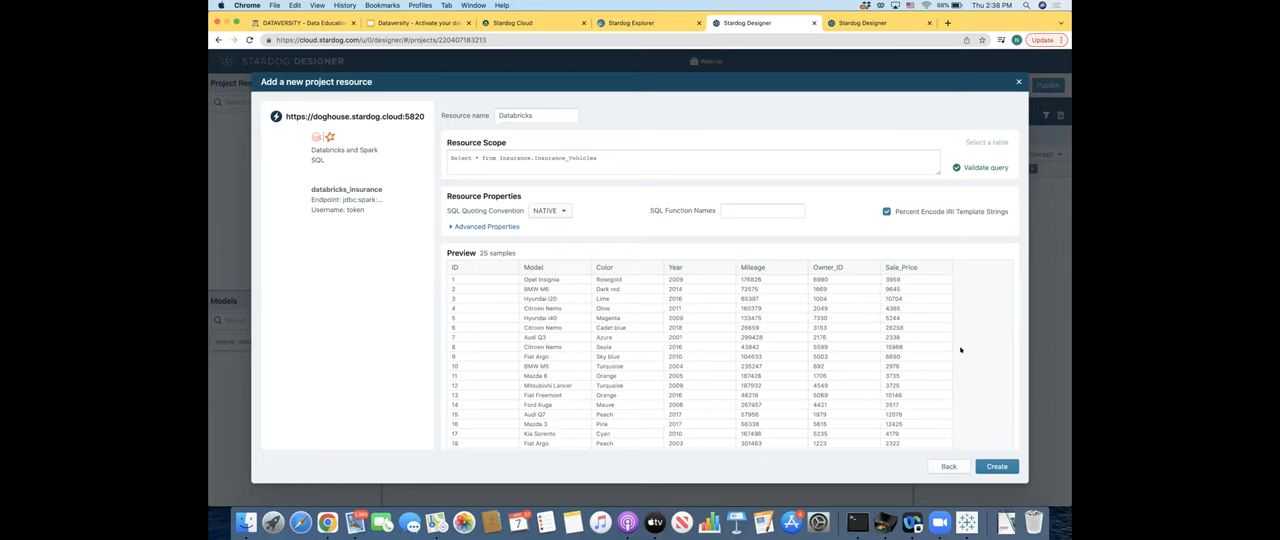 Chrome File Edit View History Bookmarks Profiles Tab Window Help
88% Thu 2:38 PM
DATAVERSITY - Data Education
Dataversity - Activate your da
Stardog Cloud
Stardog Explorer
Stardog Designer
Stardog Designer
https://cloud.stardog.com/u/0/designer/#/projects/220407183213
Update
STARDOG DESIGNER
Webinar
Project Res
Add a new project resource
Publish
Search
https://doghouse.stardog.cloud:5820
Resource name Databricks
Databricks and Spark
SQL
Resource Scope
Select a table
Select * from Insurance.Insurance_Vehicles
Validate query
oncept
databricks_insurance
Endpoint: jdbc:spark:...
Username: token
Resource Properties
SQL Quoting Convention NATIVE SQL Function Names Percent Encode IRI Template Strings
Advanced Properties
Preview 25 samples
ID Model Color Year Mileage Owner_ID Sale_Price
1 Opel Insignia Rosegold 2009 176826 6990 3959
2 BMW M6 Dark red 2014 72575 1669 9645
3 Hyundai i20 Lime 2016 65397 1004 10704
4 Citroen Nemo Olive 2011 160379 2049 4365
5 Hyundai i40 Magenta 2009 133475 7330 5244
6 Citroen Nemo Cadet blue 2018 26659 3153 26258
7 Audi Q3 Azure 2001 299428 2176 2338
8 Citroen Nemo Sepia 2016 43842 5599 15966
9 Fiat Argo Sky blue 2010 104633 5003 6690
10 BMW M5 Turquoise 2004 235247 692 2976
11 Mazda 6 Orange 2005 187428 1706 3735
12 Mitsubishi Lancer Turquoise 2009 187932 4549 3725
13 Fiat Freemont Orange 2016 46218 5069 15146
14 Ford Kuga Mauve 2006 267457 4421 2617
15 Audi Q7 Peach 2017 57956 1979 12078
16 Mazda 3 Pink 2017 56338 5615 12425
17 Kia Sorento Cyan 2010 167496 5235 4179
18 Fiat Argo Peach 2003 301463 1223 2322
Models
Search
Back
Create